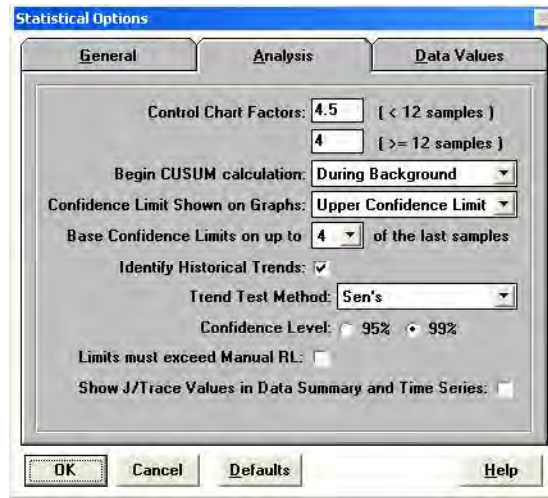 Statistical Options
General Analysis Data Values
Control Chart Factors: 4.5 ( < 12 samples )
4 ( >= 12 samples )
Begin CUSUM calculation: During Background
Confidence Limit Shown on Graphs: Upper Confidence Limit
Base Confidence Limits on up to 4 of the last samples
Identify Historical Trends:
Trend Test Method: Sen's
Confidence Level: 95% 99%
Limits must exceed Manual RL:
Show J/Trace Values in Data Summary and Time Series:
OK Cancel Defaults Help